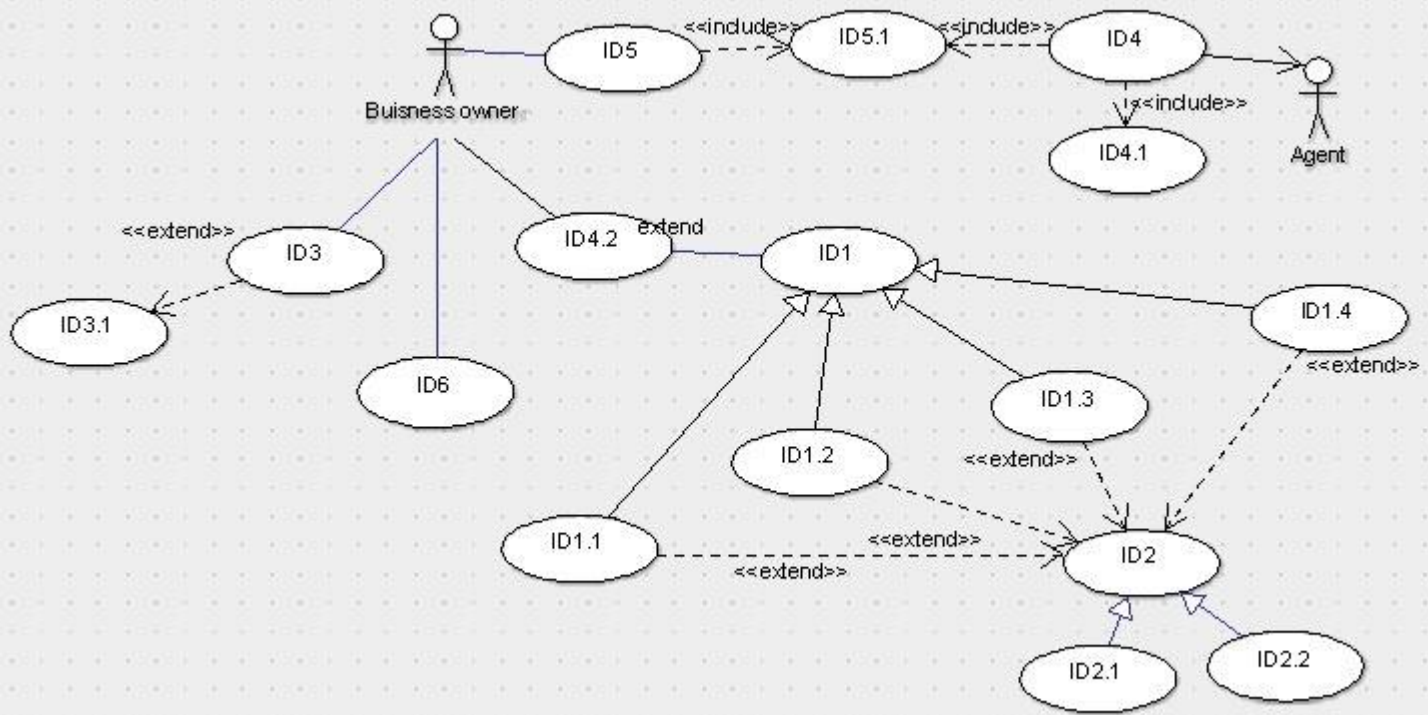 <<include>>
<<include>>
ID5
ID5.1
ID4
Buisness owner
<<include>>
ID4.1
Agent
<<extend>>
ID3
ID4.2
extend
ID1
ID3.1
ID1.4
<<extend>>
ID6
ID1.3
ID1.2
<<extend>>
ID1.1
<<extend>>
<<extend>>
ID2
ID2.1
ID2.2